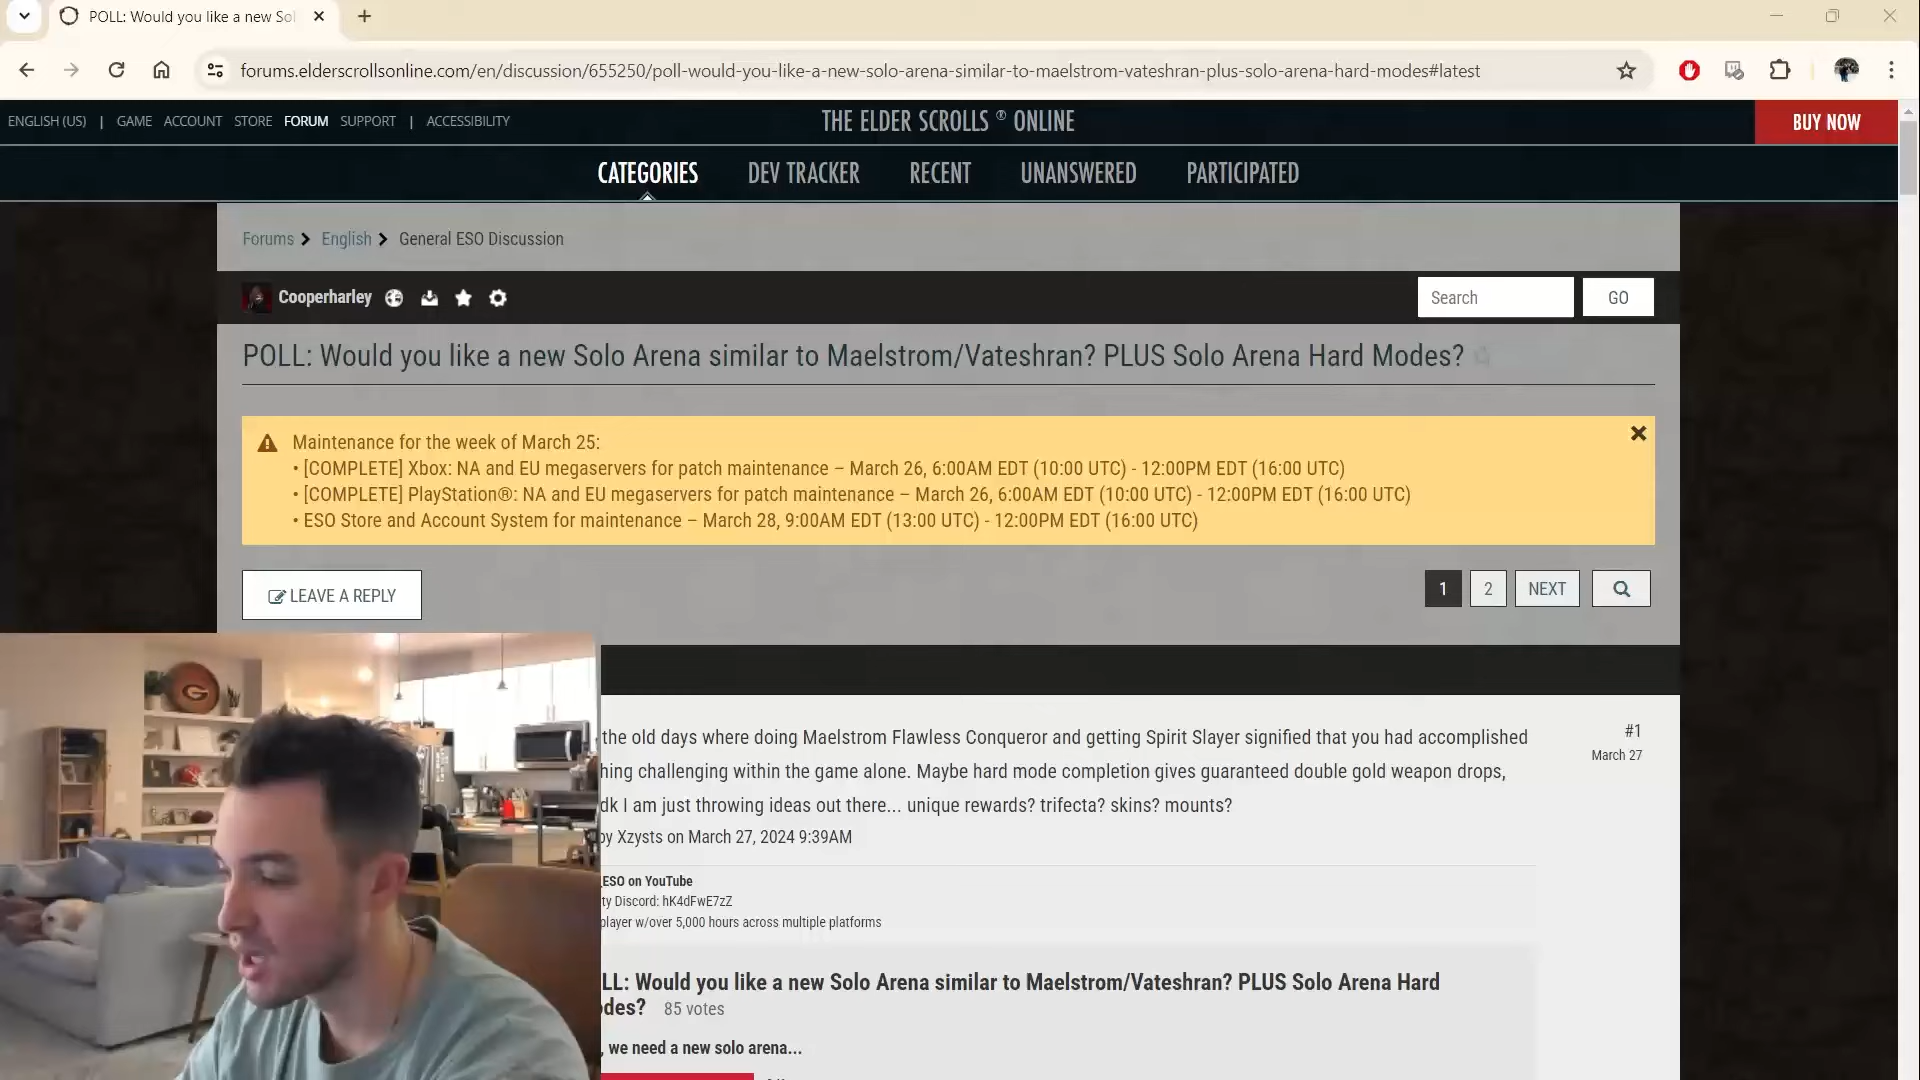 POLL: Would you like a new Sol
forums.elderscrollsonline.com/en/discussion/655250/poll-would-you-like-a-new-solo-arena-similar-to-maelstrom-vateshran-plus-solo-arena-hard-modes#latest
ENGLISH (US) | GAME ACCOUNT STORE FORUM SUPPORT | ACCESSIBILITY
THE ELDER SCROLLS ® ONLINE
BUY NOW
CATEGORIES DEV TRACKER RECENT UNANSWERED PARTICIPATED
Forums English General ESO Discussion
Cooperharley
Search GO
POLL: Would you like a new Solo Arena similar to Maelstrom/Vateshran? PLUS Solo Arena Hard Modes?
Maintenance for the week of March 25:
• [COMPLETE] Xbox: NA and EU megaservers for patch maintenance – March 26, 6:00AM EDT (10:00 UTC) - 12:00PM EDT (16:00 UTC)
• [COMPLETE] PlayStation®: NA and EU megaservers for patch maintenance – March 26, 6:00AM EDT (10:00 UTC) - 12:00PM EDT (16:00 UTC)
• ESO Store and Account System for maintenance – March 28, 9:00AM EDT (13:00 UTC) - 12:00PM EDT (16:00 UTC)
LEAVE A REPLY
1 2 NEXT
G
the old days where doing Maelstrom Flawless Conqueror and getting Spirit Slayer signified that you had accomplished
#1
March 27
hing challenging within the game alone. Maybe hard mode completion gives guaranteed double gold weapon drops,
dk I am just throwing ideas out there... unique rewards? trifecta? skins? mounts?
by Xzysts on March 27, 2024 9:39AM
_ESO on YouTube
ty Discord: hK4dFwE7zZ
player w/over 5,000 hours across multiple platforms
LL: Would you like a new Solo Arena similar to Maelstrom/Vateshran? PLUS Solo Arena Hard
odes? 85 votes
, we need a new solo arena...